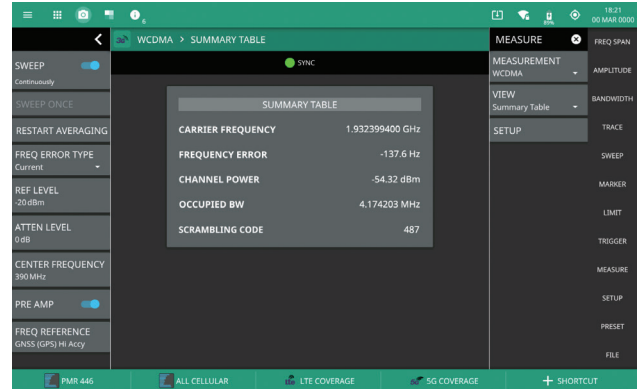 6
89%
18:21
00 MAR 0000
WCDMA > SUMMARY TABLE
MEASURE
FREQ SPAN
SWEEP
Continuously
SWEEP ONCE
RESTART AVERAGING
FREQ ERROR TYPE
Current
REF LEVEL
-20 dBm
ATTEN LEVEL
0 dB
CENTER FREQUENCY
390 MHz
PRE AMP
FREQ REFERENCE
GNSS (GPS) Hi Accy
SYNC
SUMMARY TABLE
CARRIER FREQUENCY 1.932399400 GHz
FREQUENCY ERROR -137.6 Hz
CHANNEL POWER -54.32 dBm
OCCUPIED BW 4.174203 MHz
SCRAMBLING CODE 487
MEASUREMENT
WCDMA
VIEW
Summary Table
SETUP
AMPLITUDE
BANDWIDTH
TRACE
SWEEP
MARKER
LIMIT
TRIGGER
MEASURE
SETUP
PRESET
FILE
PMR 446
ALL CELLULAR
LTE COVERAGE
5G COVERAGE
+ SHORTCUT